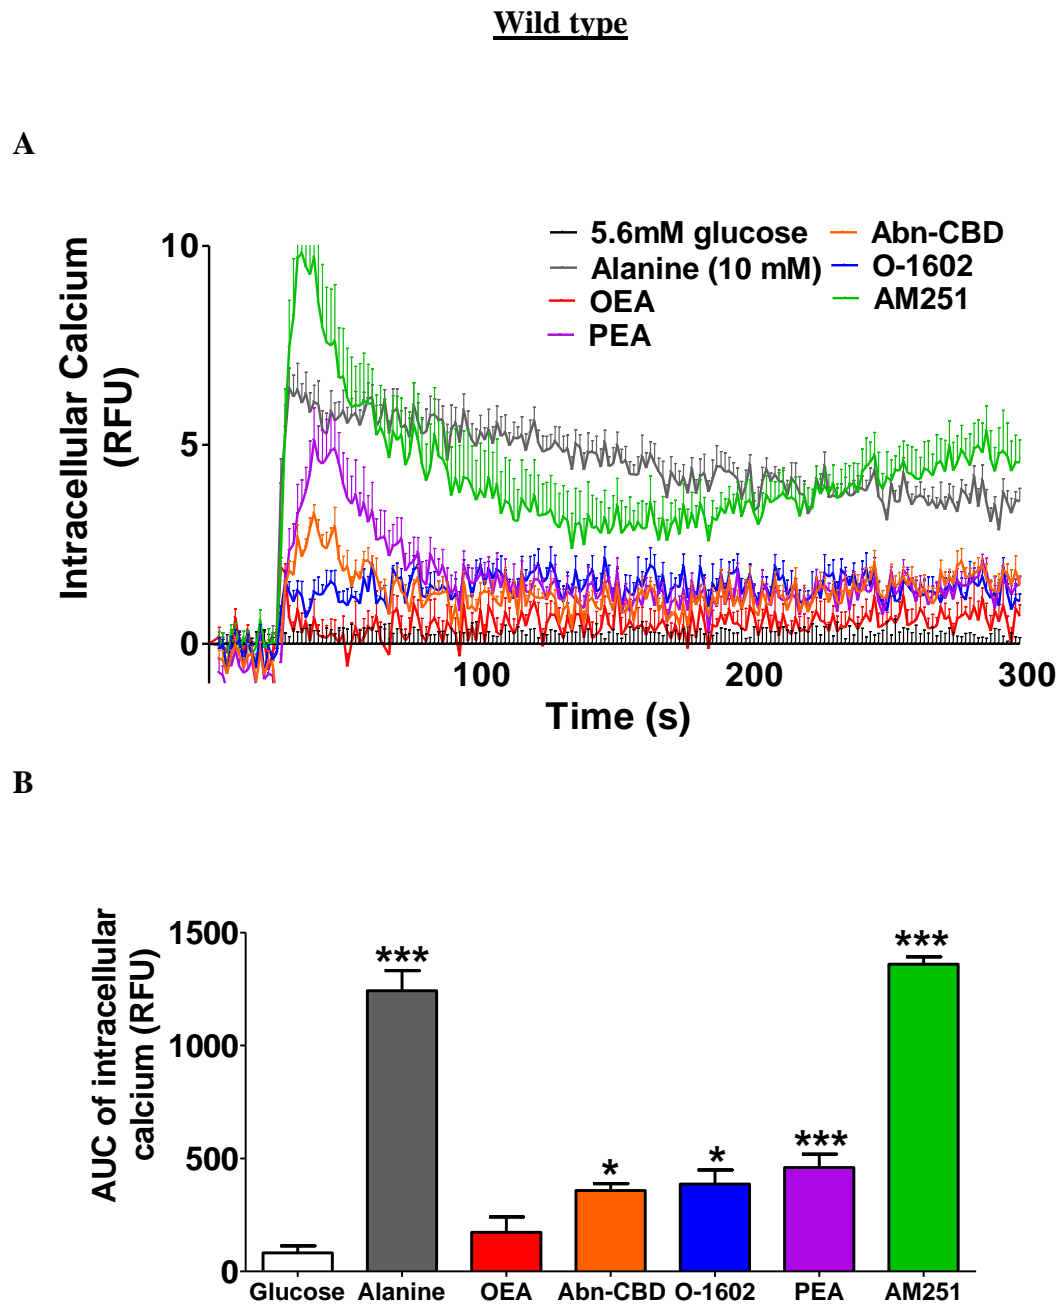 Wild type
A
Intracellular Calcium
(RFU)
10
5
0
5.6mM glucose
Alanine (10 mM)
OEA
PEA
Abn-CBD
O-1602
AM251
100
200
300
Time (s)
B
AUC of intracellular
calcium (RFU)
1500
1000
500
0
***
*
*
***
***
Glucose Alanine OEA Abn-CBD O-1602 PEA AM251